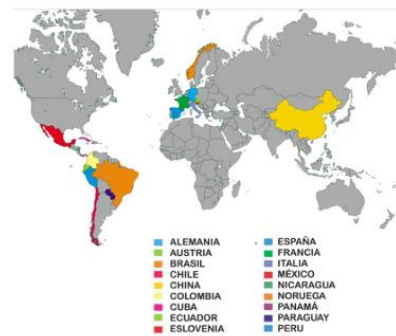 ALEMANIA
AUSTRIA
BRASIL
CHILE
CHINA
COLOMBIA
CUBA
ECUADOR
ESLOVENIA
ESPAÑA
FRANCIA
ITALIA
MÉXICO
NICARAGUA
NORUEGA
PANAMÁ
PARAGUAY
PERU